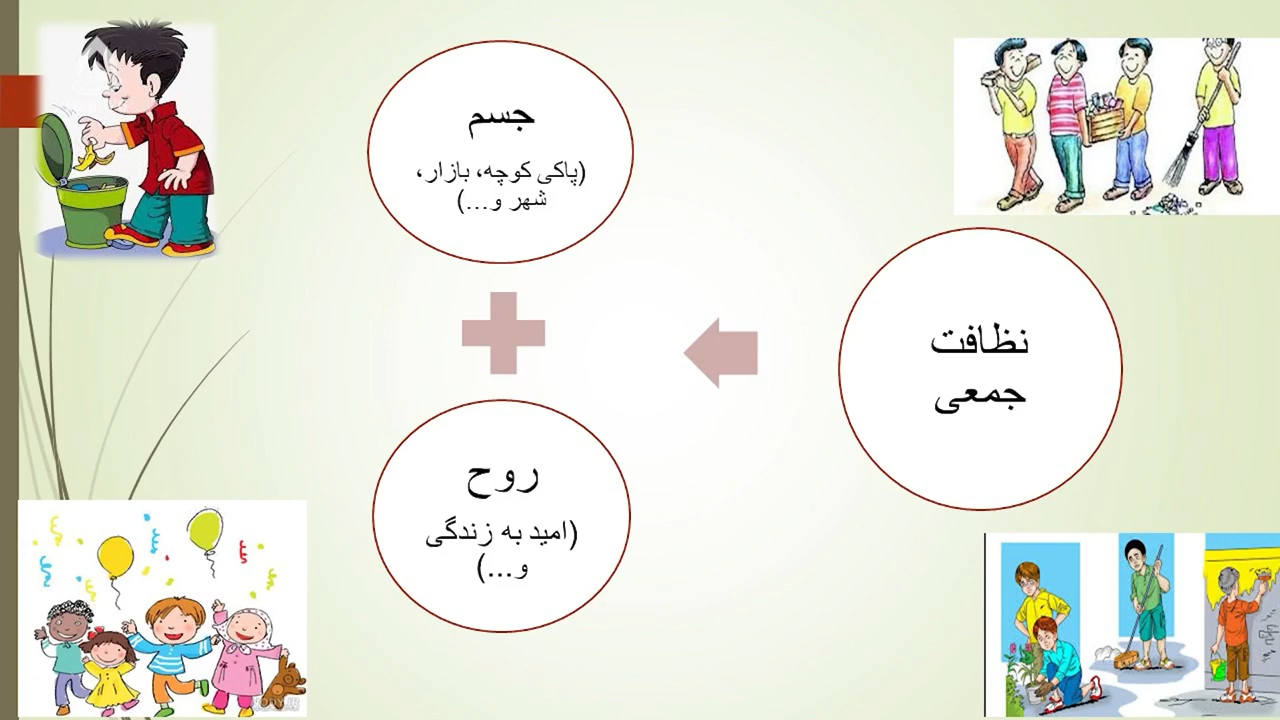 نظافت
جمعی
جسم
(پاکی کوچه، بازار،
شهر و...)
روح
(امید به زندگی
و...)